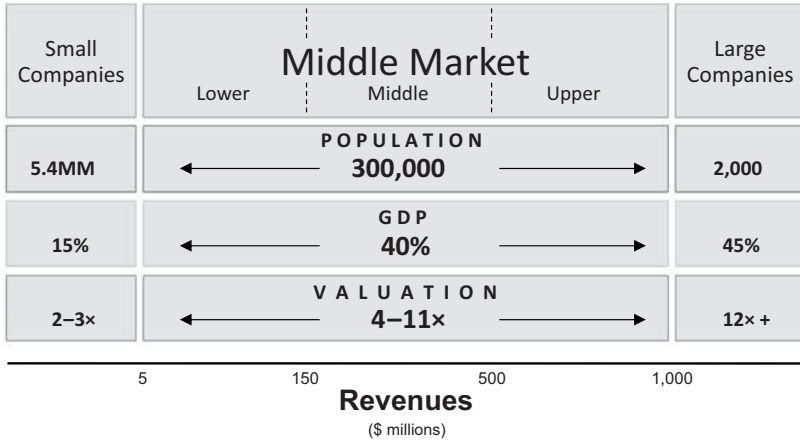 Small
Companies
Middle Market
Lower
Middle
Upper
Large
Companies
POPULATION
5.4MM
300,000
2,000
GDP
15%
40%
45%
VALUATION
2–3×
4–11×
12× +
5
150
500
1,000
Revenues
($ millions)